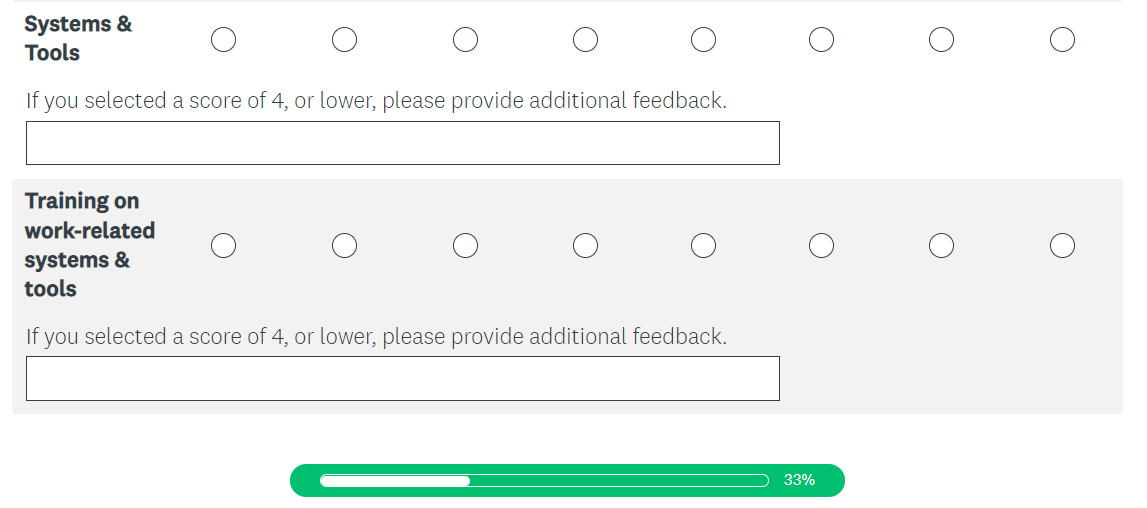 Systems &
Tools
If you selected a score of 4, or lower, please provide additional feedback.
Training on
work-related
systems &
tools
If you selected a score of 4, or lower, please provide additional feedback.
33%